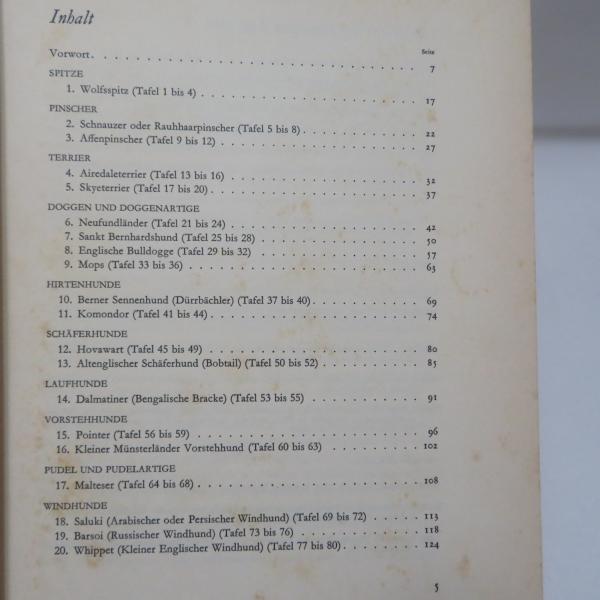 Inhalt
Seite
Vorwort. . . . . . . . . . . . . . . . . . . . . . . . . . . 7
SPITZE
1. Wolfsspitz (Tafel 1 bis 4) . . . . . . . . . . . . . . . . . 17
PINSCHER
2. Schnauzer oder Rauhhaarpinscher (Tafel 5 bis 8) . . . . . . . . . 22
3. Affenpinscher (Tafel 9 bis 12) . . . . . . . . . . . . . . . . 27
TERRIER
4. Airedaleterrier (Tafel 13 bis 16) . . . . . . . . . . . . . . . 32
5. Skyeterrier (Tafel 17 bis 20) . . . . . . . . . . . . . . . . 37
DOGGEN UND DOGGENARTIGE
6. Neufundländer (Tafel 21 bis 24) . . . . . . . . . . . . . . . 42
7. Sankt Bernhardshund (Tafel 25 bis 28) . . . . . . . . . . . . 50
8. Englische Bulldogge (Tafel 29 bis 32) . . . . . . . . . . . . 57
9. Mops (Tafel 33 bis 36) . . . . . . . . . . . . . . . . . . 63
HIRTENHUNDE
10. Berner Sennenhund (Dürrbächler) (Tafel 37 bis 40) . . . . . . . . 69
11. Komondor (Tafel 41 bis 44) . . . . . . . . . . . . . . . . 74
SCHÄFERHUNDE
12. Hovawart (Tafel 45 bis 49) . . . . . . . . . . . . . . . . 80
13. Altenglischer Schäferhund (Bobtail) (Tafel 50 bis 52) . . . . . . . 85
LAUFHUNDE
14. Dalmatiner (Bengalische Bracke) (Tafel 53 bis 55) . . . . . . . . 91
VORSTEHHUNDE
15. Pointer (Tafel 56 bis 59) . . . . . . . . . . . . . . . . . 96
16. Kleiner Münsterländer Vorstehhund (Tafel 60 bis 63) . . . . . . . 102
PUDEL UND PUDELARTIGE
17. Malteser (Tafel 64 bis 68) . . . . . . . . . . . . . . . . . 108
WINDHUNDE
18. Saluki (Arabischer oder Persischer Windhund) (Tafel 69 bis 72) . . . . . 113
19. Barsoi (Russischer Windhund) (Tafel 73 bis 76) . . . . . . . . . . 118
20. Whippet (Kleiner Englischer Windhund) (Tafel 77 bis 80) . . . . . . . 124
5